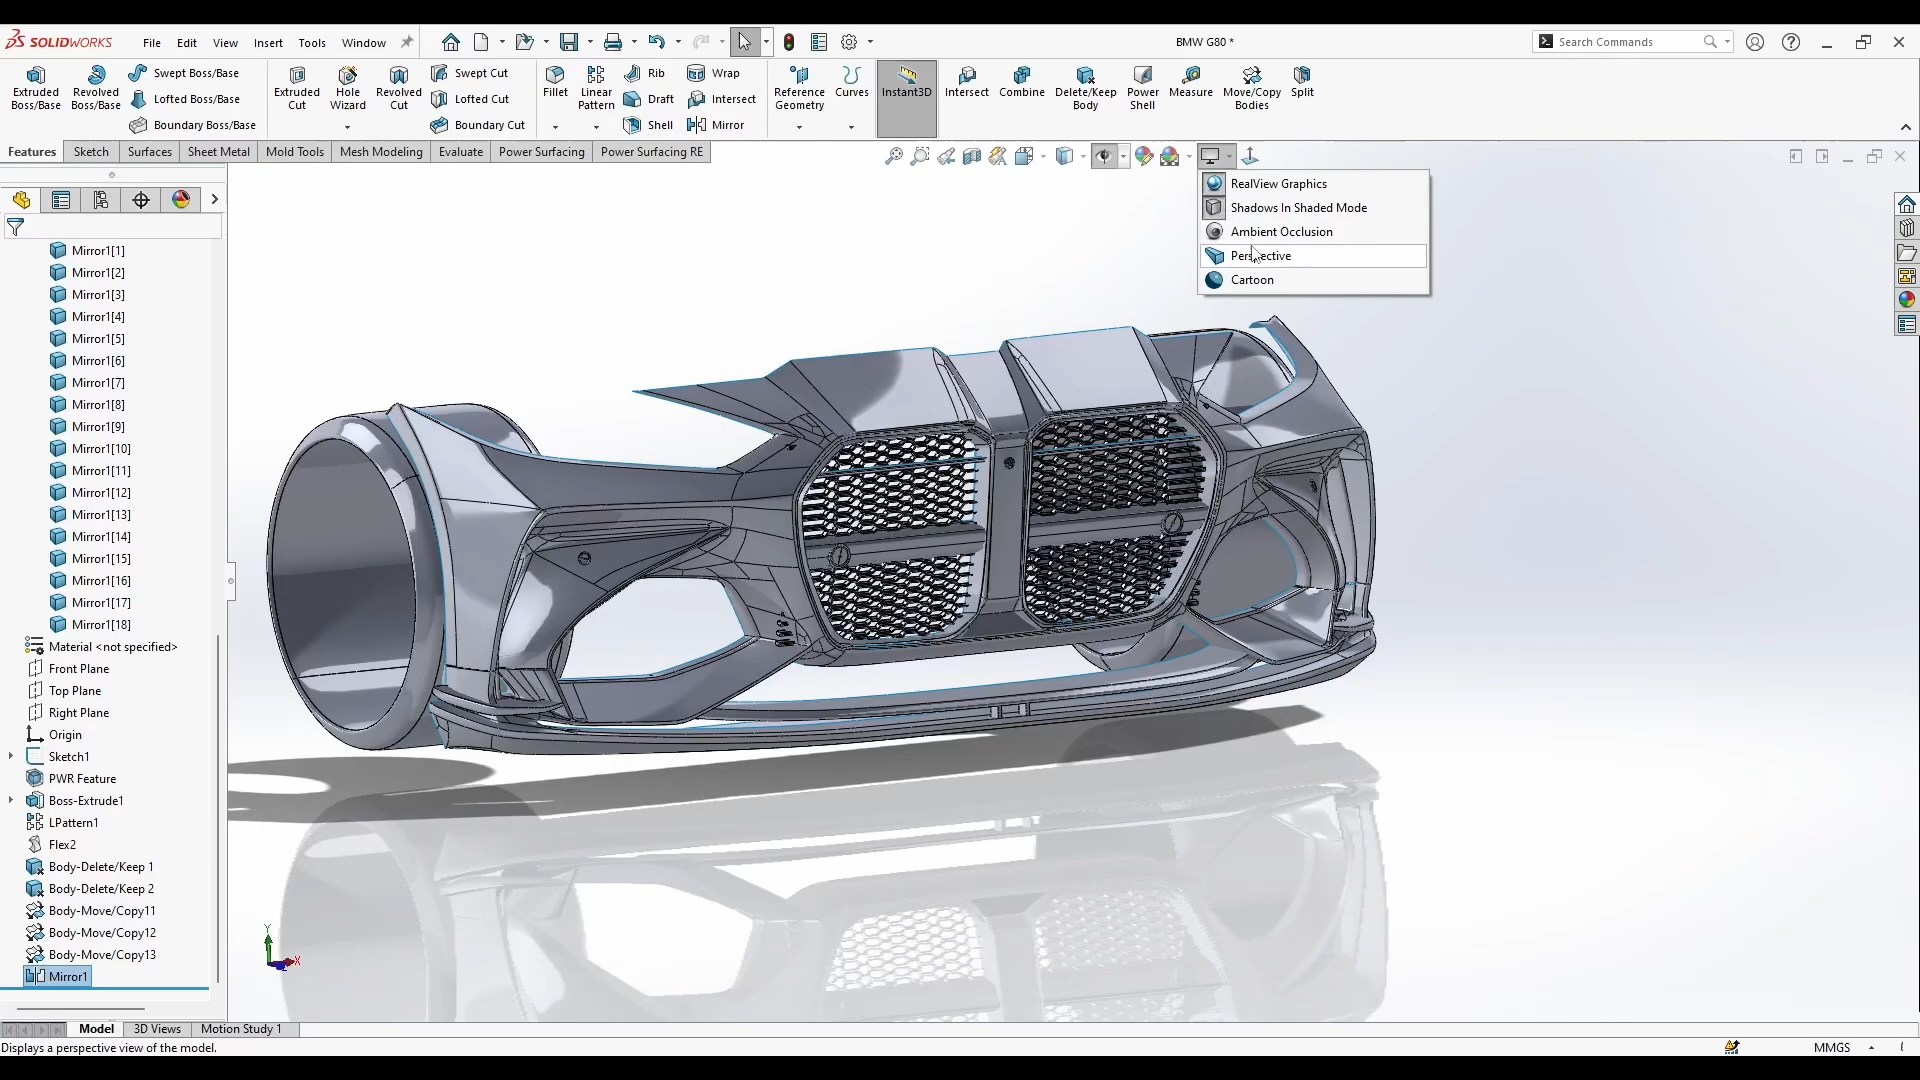 SOLIDWORKS
File Edit View Insert Tools Window
BMW G80 *
Search Commands
Extruded Boss/Base
Revolved Boss/Base
Swept Boss/Base
Lofted Boss/Base
Boundary Boss/Base
Extruded Cut
Hole Wizard
Revolved Cut
Swept Cut
Lofted Cut
Boundary Cut
Fillet
Linear Pattern
Rib
Draft
Shell
Wrap
Intersect
Mirror
Reference Geometry
Curves
Instant3D
Intersect
Combine
Delete/Keep Body
Power Shell
Measure
Move/Copy Bodies
Split
Features Sketch Surfaces Sheet Metal Mold Tools Mesh Modeling Evaluate Power Surfacing Power Surfacing RE
RealView Graphics
Shadows In Shaded Mode
Ambient Occlusion
Perspective
Cartoon
Mirror1[1]
Mirror1[2]
Mirror1[3]
Mirror1[4]
Mirror1[5]
Mirror1[6]
Mirror1[7]
Mirror1[8]
Mirror1[9]
Mirror1[10]
Mirror1[11]
Mirror1[12]
Mirror1[13]
Mirror1[14]
Mirror1[15]
Mirror1[16]
Mirror1[17]
Mirror1[18]
Material <not specified>
Front Plane
Top Plane
Right Plane
Origin
Sketch1
PWR Feature
Boss-Extrude1
LPattern1
Flex2
Body-Delete/Keep 1
Body-Delete/Keep 2
Body-Move/Copy11
Body-Move/Copy12
Body-Move/Copy13
Mirror1
Y
X
Model 3D Views Motion Study 1
Displays a perspective view of the model.
MMGS